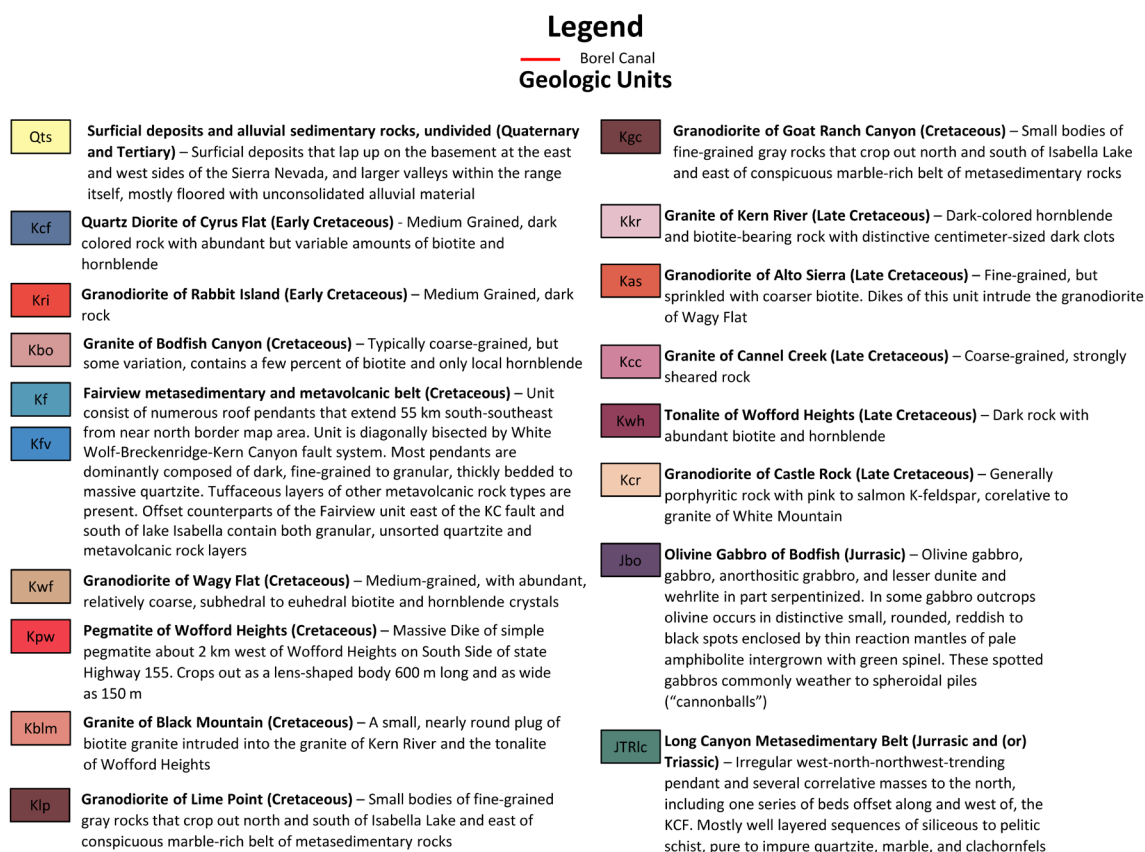 Legend
Borel Canal
Geologic Units
Qts
Surficial deposits and alluvial sedimentary rocks, undivided (Quaternary
and Tertiary) – Surficial deposits that lap up on the basement at the east
and west sides of the Sierra Nevada, and larger valleys within the range
itself, mostly floored with unconsolidated alluvial material
Kcf
Quartz Diorite of Cyrus Flat (Early Cretaceous) - Medium Grained, dark
colored rock with abundant but variable amounts of biotite and
hornblende
Kri
Granodiorite of Rabbit Island (Early Cretaceous) – Medium Grained, dark
rock
Kbo
Granite of Bodfish Canyon (Cretaceous) – Typically coarse-grained, but
some variation, contains a few percent of biotite and only local hornblende
Kf
Kfv
Fairview metasedimentary and metavolcanic belt (Cretaceous) – Unit
consist of numerous roof pendants that extend 55 km south-southeast
from near north border map area. Unit is diagonally bisected by White
Wolf-Breckenridge-Kern Canyon fault system. Most pendants are
dominantly composed of dark, fine-grained to granular, thickly bedded to
massive quartzite. Tuffaceous layers of other metavolcanic rock types are
present. Offset counterparts of the Fairview unit east of the KC fault and
south of lake Isabella contain both granular, unsorted quartzite and
metavolcanic rock layers
Kwf
Granodiorite of Wagy Flat (Cretaceous) – Medium-grained, with abundant,
relatively coarse, subhedral to euhedral biotite and hornblende crystals
Kpw
Pegmatite of Wofford Heights (Cretaceous) – Massive Dike of simple
pegmatite about 2 km west of Wofford Heights on South Side of state
Highway 155. Crops out as a lens-shaped body 600 m long and as wide
as 150 m
Kblm
Granite of Black Mountain (Cretaceous) – A small, nearly round plug of
biotite granite intruded into the granite of Kern River and the tonalite
of Wofford Heights
Klp
Granodiorite of Lime Point (Cretaceous) – Small bodies of fine-grained
gray rocks that crop out north and south of Isabella Lake and east of
conspicuous marble-rich belt of metasedimentary rocks
Kgc
Granodiorite of Goat Ranch Canyon (Cretaceous) – Small bodies of
fine-grained gray rocks that crop out north and south of Isabella Lake
and east of conspicuous marble-rich belt of metasedimentary rocks
Kkr
Granite of Kern River (Late Cretaceous) – Dark-colored hornblende
and biotite-bearing rock with distinctive centimeter-sized dark clots
Kas
Granodiorite of Alto Sierra (Late Cretaceous) – Fine-grained, but
sprinkled with coarser biotite. Dikes of this unit intrude the granodiorite
of Wagy Flat
Kcc
Granite of Cannel Creek (Late Cretaceous) – Coarse-grained, strongly
sheared rock
Kwh
Tonalite of Wofford Heights (Late Cretaceous) – Dark rock with
abundant biotite and hornblende
Kcr
Granodiorite of Castle Rock (Late Cretaceous) – Generally
porphyritic rock with pink to salmon K-feldspar, corelative to
granite of White Mountain
Jbo
Olivine Gabbro of Bodfish (Jurrasic) – Olivine gabbro,
gabbro, anorthositic grabbro, and lesser dunite and
wehrlite in part serpentinized. In some gabbro outcrops
olivine occurs in distinctive small, rounded, reddish to
black spots enclosed by thin reaction mantles of pale
amphibolite intergrown with green spinel. These spotted
gabbros commonly weather to spheroidal piles
(“cannonballs”)
JTRlc
Long Canyon Metasedimentary Belt (Jurrasic and (or)
Triassic) – Irregular west-north-northwest-trending
pendant and several correlative masses to the north,
including one series of beds offset along and west of, the
KCF. Mostly well layered sequences of siliceous to pelitic
schist, pure to impure quartzite, marble, and clachornfels